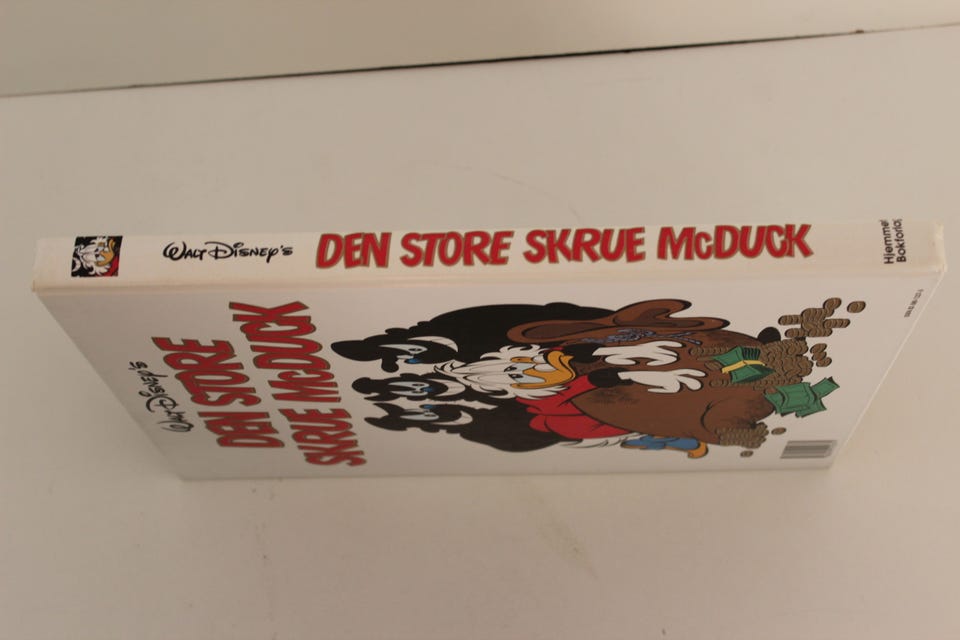 WALT DISNEY'S DEN STORE SKRUE McDUCK
Hjemmet
Bokforlag
WALT DISNEY'S
DEN STORE
SKRUE McDUCK